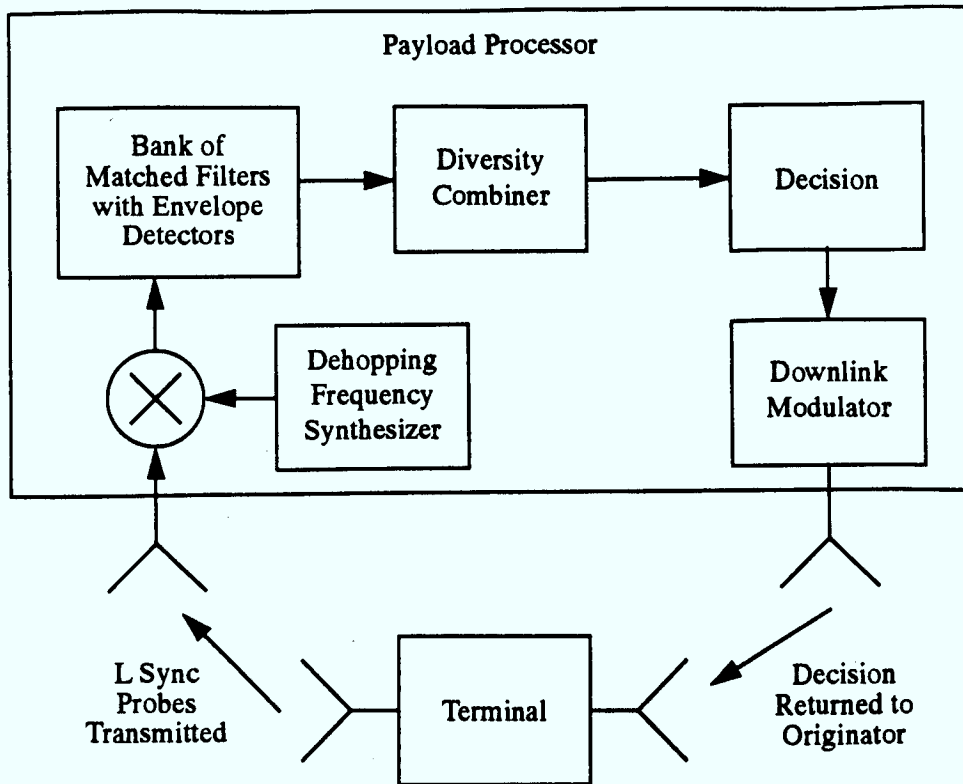 Payload Processor
Bank of
Matched Filters
with Envelope
Detectors
Diversity
Combiner
Decision
Dehopping
Frequency
Synthesizer
Downlink
Modulator
L Sync
Probes
Transmitted
Terminal
Decision
Returned to
Originator